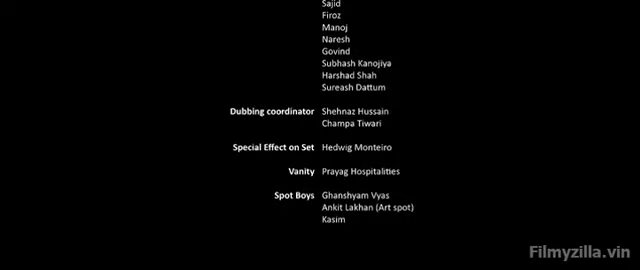 Sajid
Firoz
Manoj
Naresh
Govind
Subhash Kanojiya
Harshad Shah
Sureash Dattum
Dubbing coordinator Shehnaz Hussain
Champa Tiwari
Special Effect on Set Hedwig Monteiro
Vanity Prayag Hospitalities
Spot Boys Ghanshyam Vyas
Ankit Lakhan (Art spot)
Kasim
Filmyzilla.vin